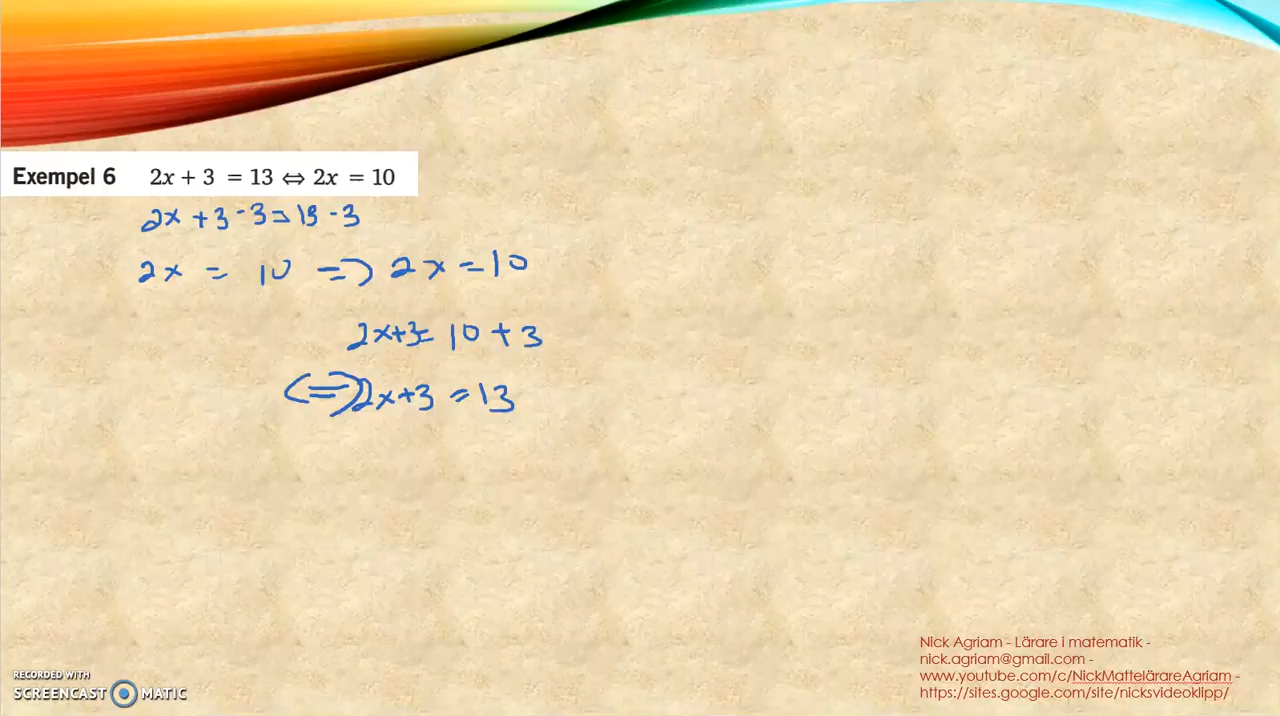 Exempel 6 2x + 3 = 13 ⇔ 2x = 10
2x + 3 - 3 = 13 - 3
2x = 10 => 2x = 10
2x+3= 10 + 3
<=> 2x+3 = 13
Nick Agriam - Lärare i matematik -
nick.agriam@gmail.com -
www.youtube.com/c/NickMattelärareAgriam -
https://sites.google.com/site/nicksvideoklipp/
RECORDED WITH
SCREENCAST MATIC